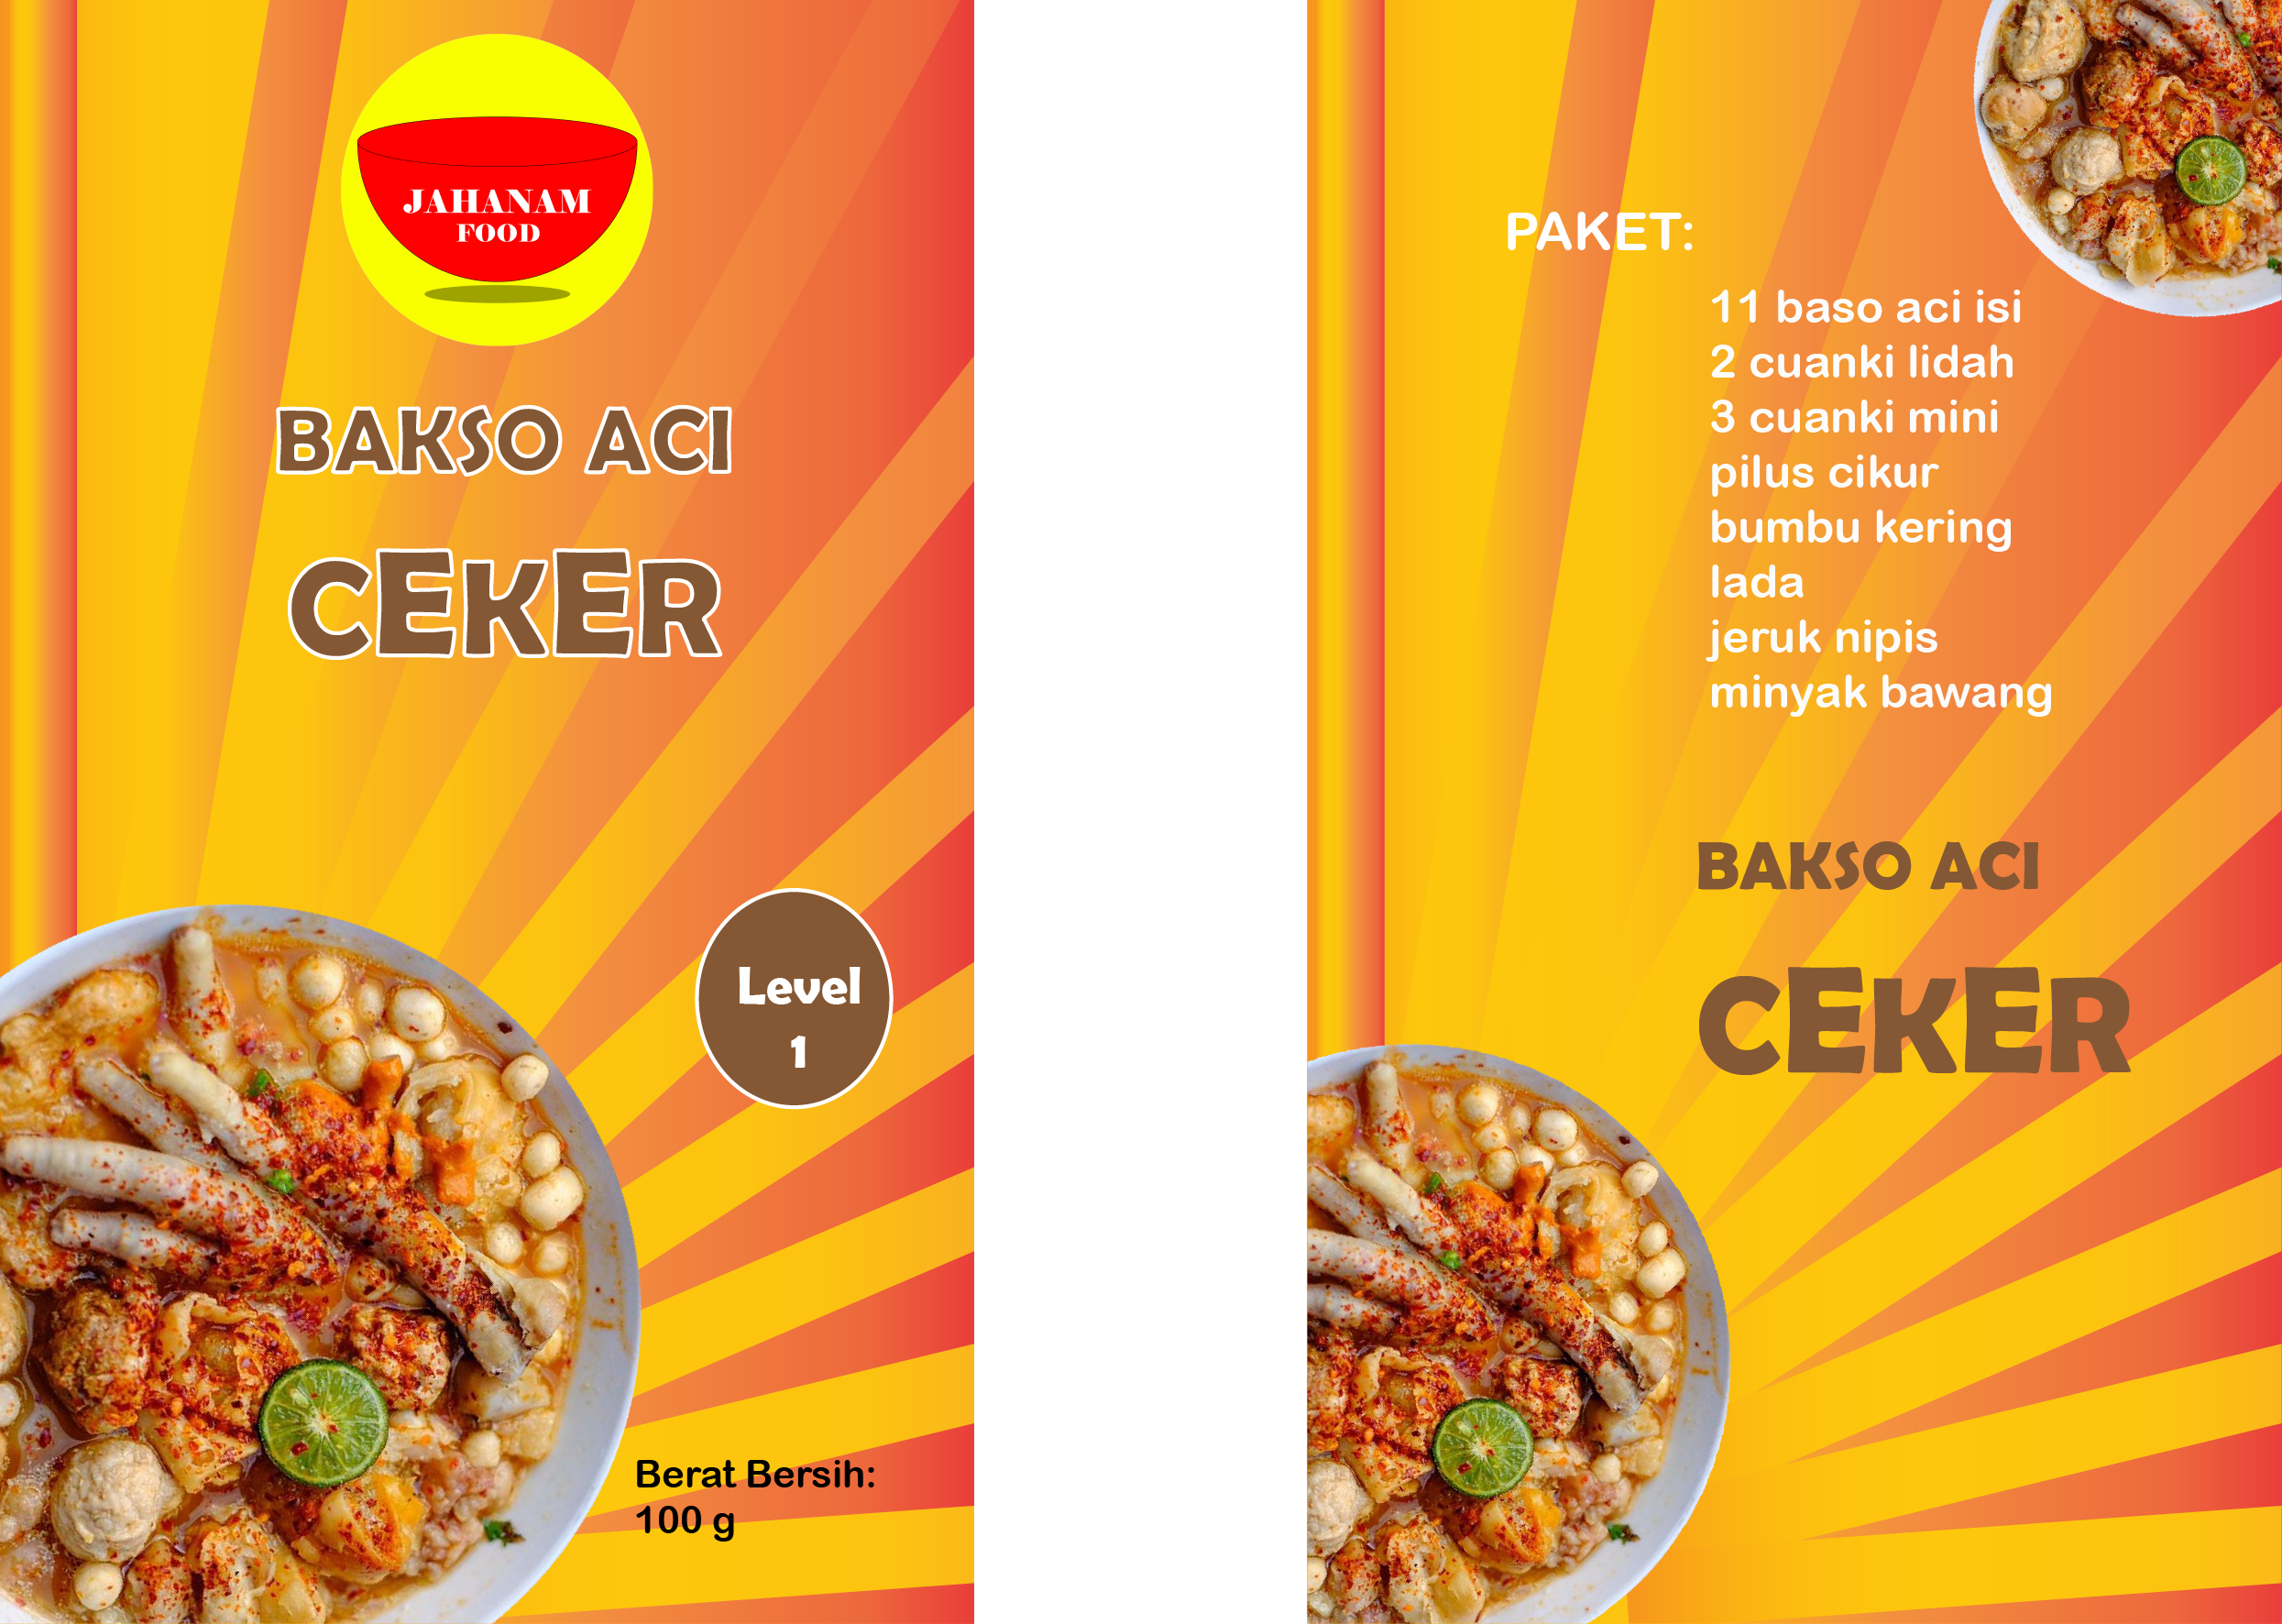 JAHANAM
FOOD
BAKSO ACI
CEKER
Level
1
Berat Bersih:
100 g
PAKET:
11 baso aci isi
2 cuanki lidah
3 cuanki mini
pilus cikur
bumbu kering
lada
jeruk nipis
minyak bawang
BAKSO ACI
CEKER